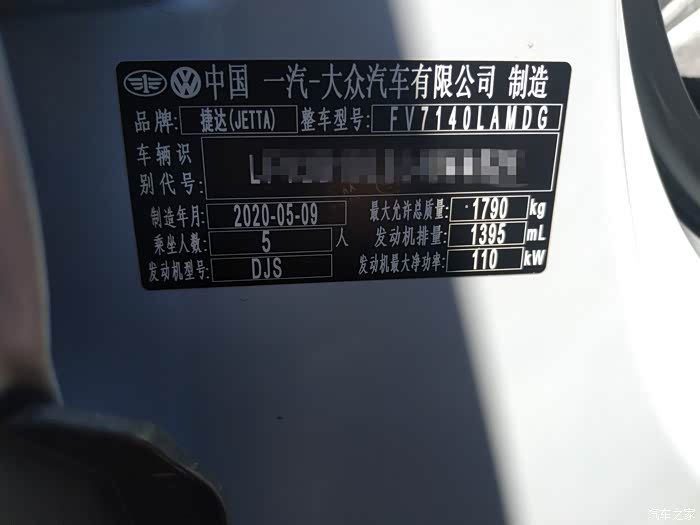 中国 一汽-大众汽车有限公司 制造
品牌: 捷达(JETTA) 整车型号: FV7140LAMDG
车辆识别代号: L
制造年月: 2020-05-09 最大允许总质量: 1790 kg
乘坐人数: 5 人 发动机排量: 1395 mL
发动机型号: DJS 发动机最大净功率: 110 kW
汽车之家